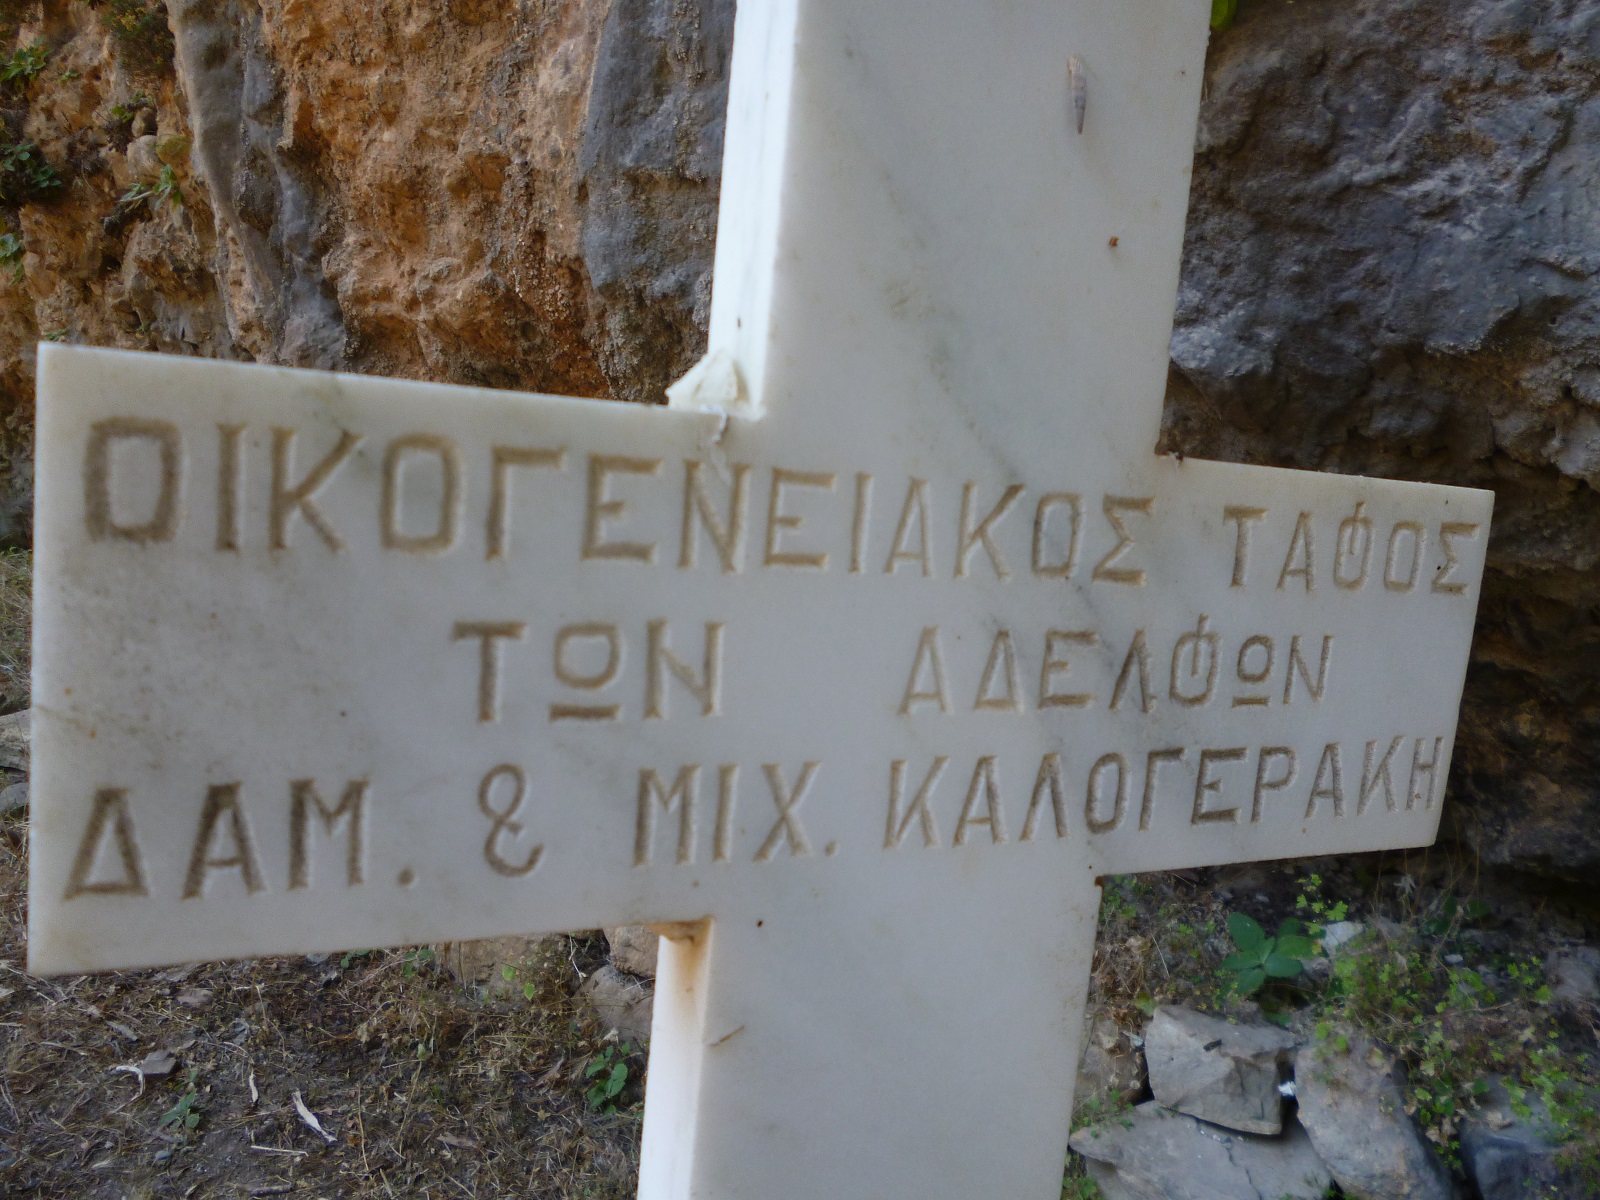 ΟΙΚΟΓΕΝΕΙΑΚΟΣ ΤΑΦΟΣ
ΤΩΝ ΑΔΕΛΦΩΝ
ΔΑΜ. & ΜΙΧ. ΚΑΛΟΓΕΡΑΚΗ